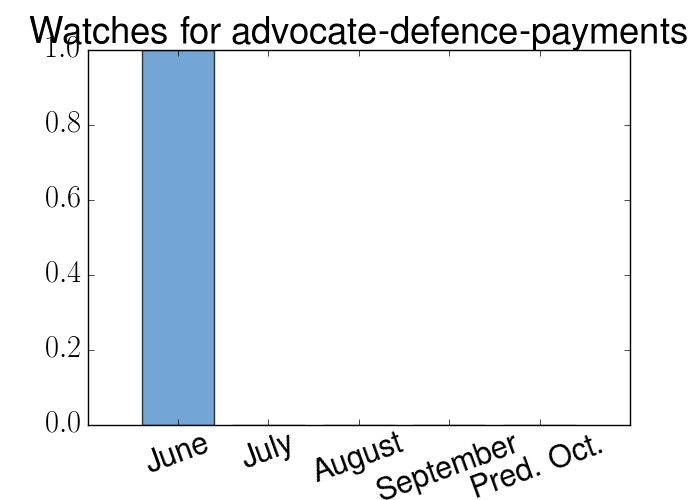 Watches for advocate-defence-payments
1.0
0.8
0.6
0.4
0.2
0.0
June
July
August
September
Pred. Oct.